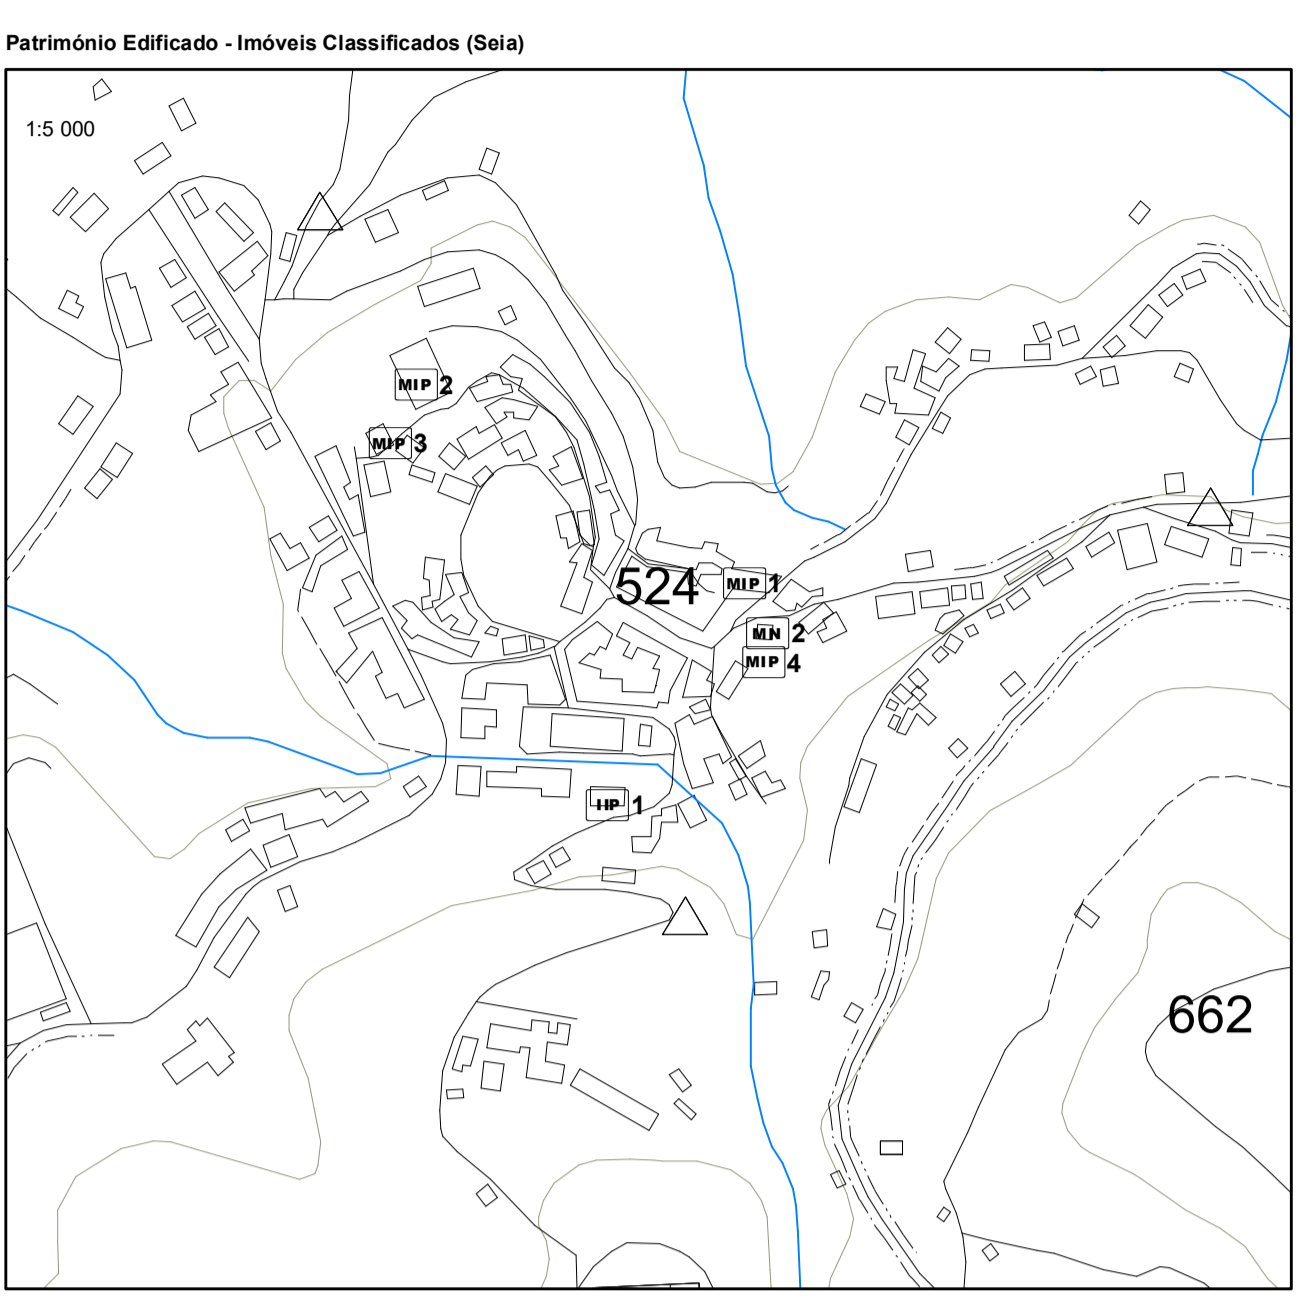 Património Edificado - Imóveis Classificados (Seia)
1:5 000
MIP 2
MIP 3
524
MIP 1
MN 2
MIP 4
IIP 1
662